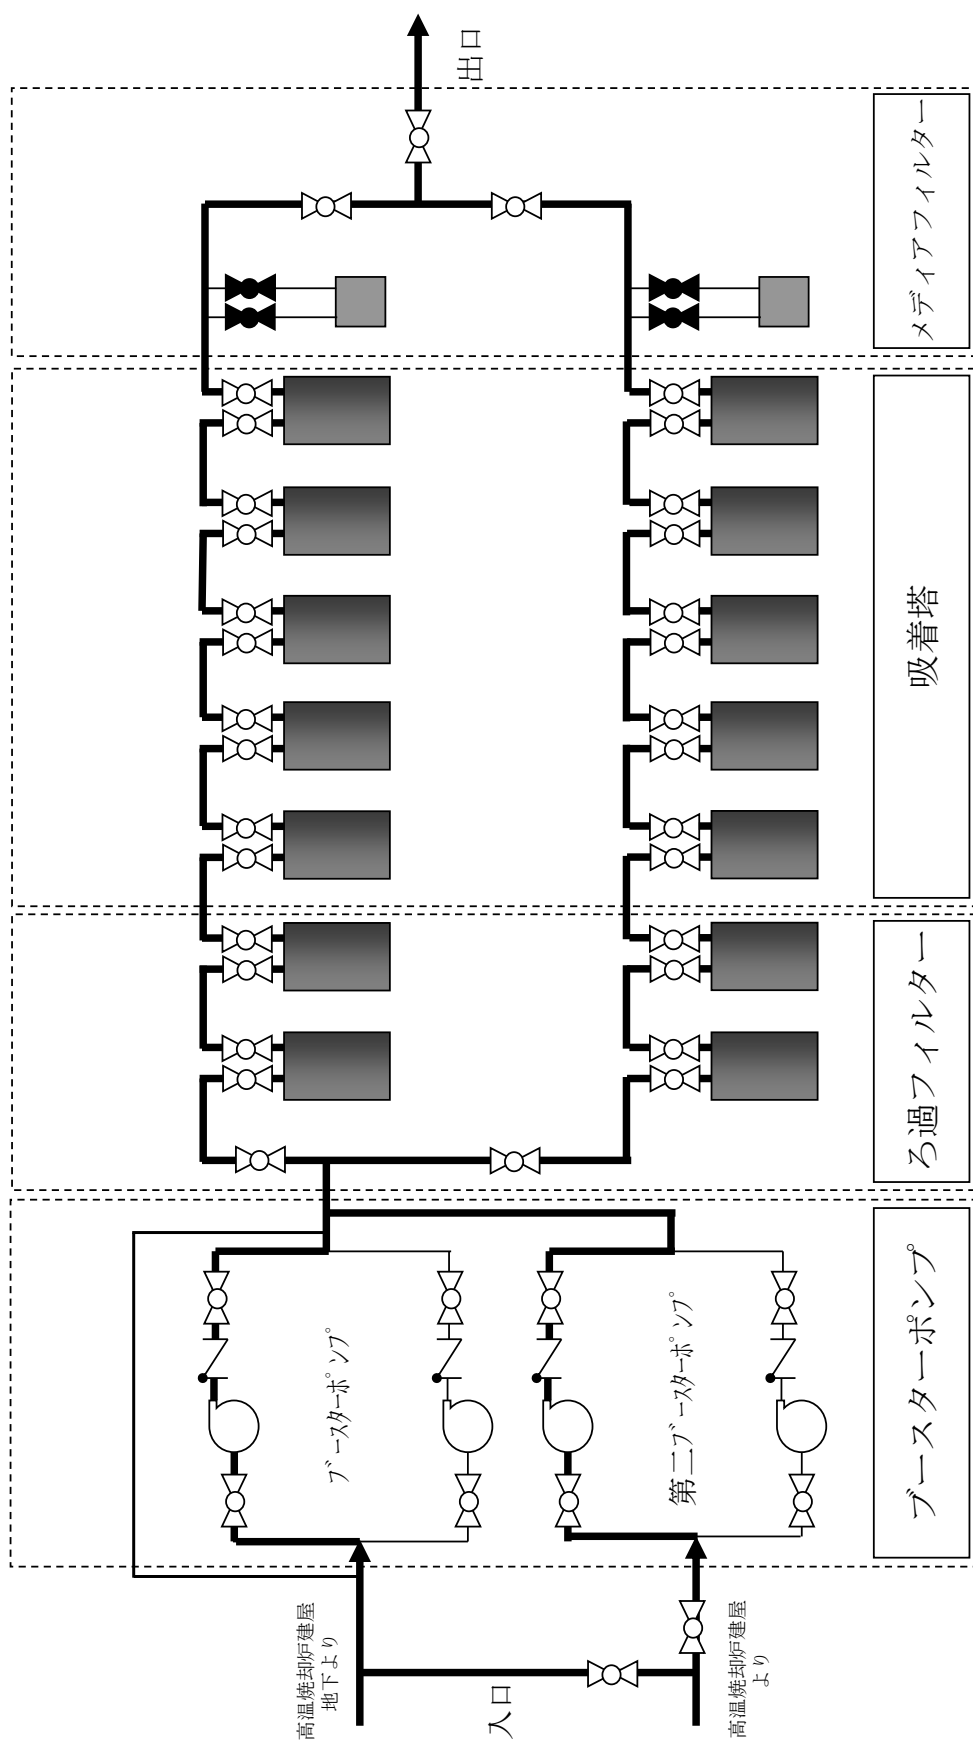 高温焼却炉建屋
地下より
入口
高温焼却炉建屋
より
ブースターポンプ
第二ブースターポンプ
ブースターポンプ
ろ過フィルター
吸着塔
メディアフィルター
出口